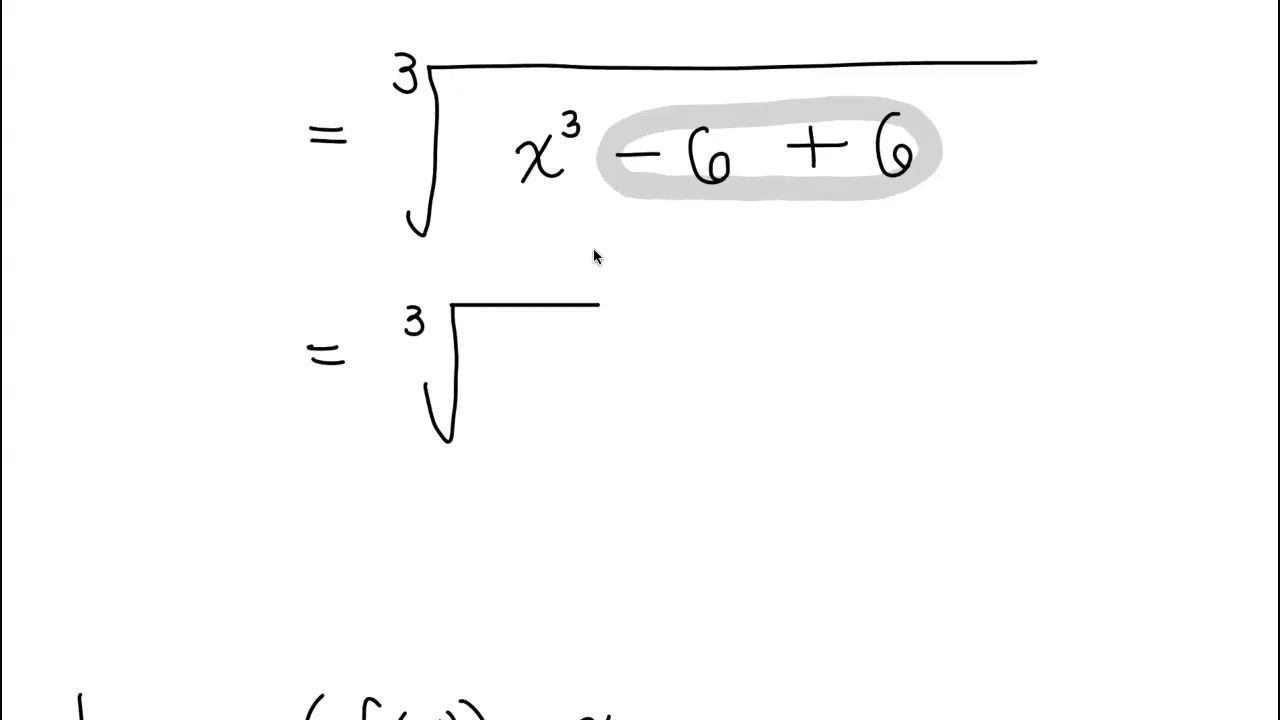 = ∛(x³ - 6 + 6)
= ∛
(f(x))